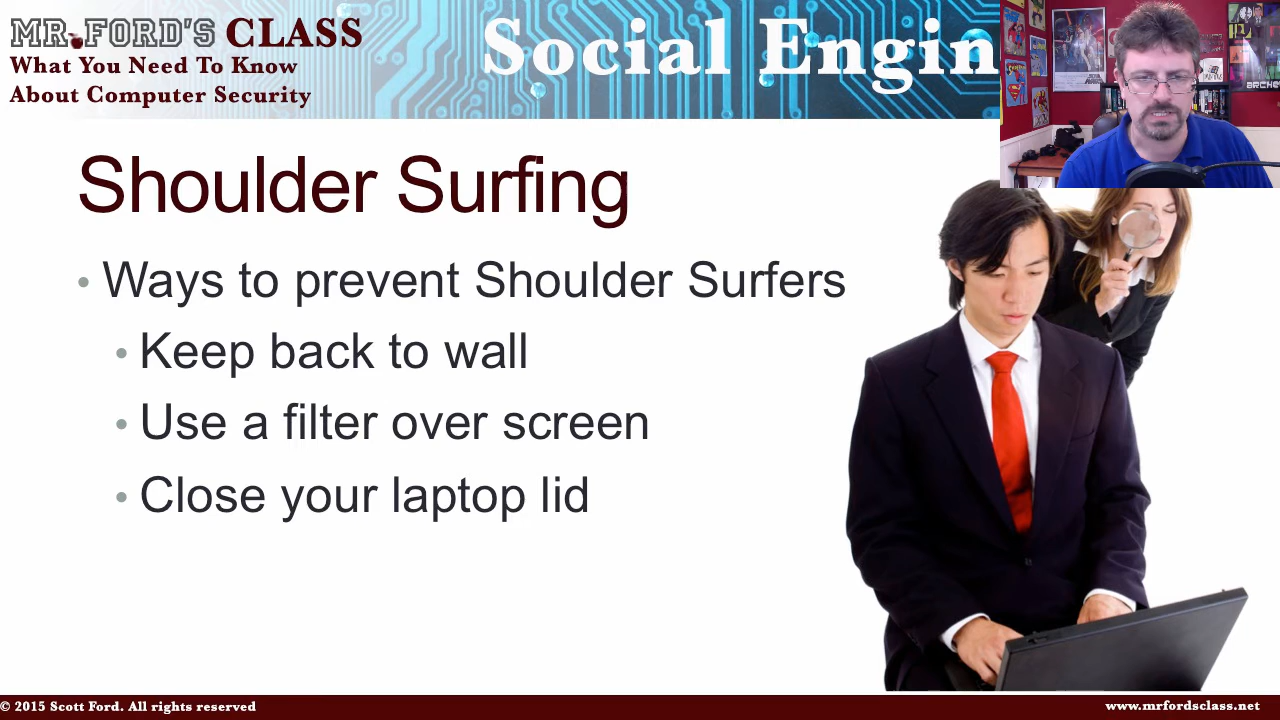 MR. FORD'S CLASS
What You Need To Know
About Computer Security
Social Engin
ARCHE
Shoulder Surfing
• Ways to prevent Shoulder Surfers
• Keep back to wall
• Use a filter over screen
• Close your laptop lid
© 2015 Scott Ford. All rights reserved
www.mrfordsclass.net